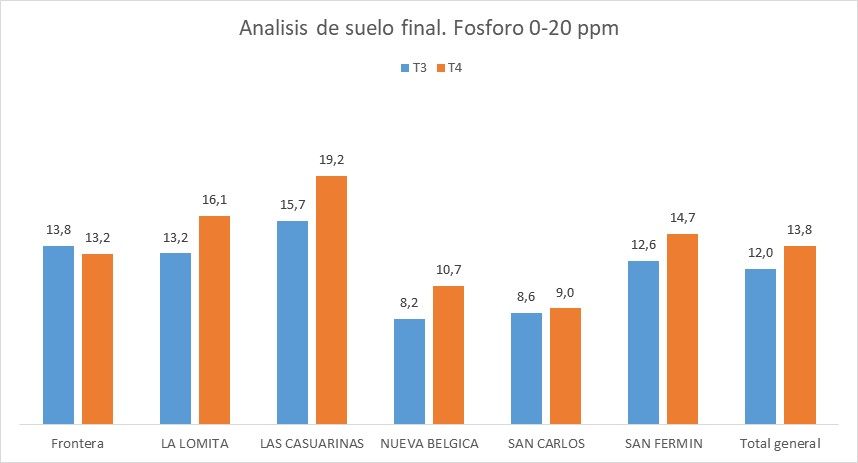 Analisis de suelo final. Fosforo 0-20 ppm
T3 T4
13,8 13,2 13,2 16,1 15,7 19,2 8,2 10,7 8,6 9,0 12,6 14,7 12,0 13,8
Frontera LA LOMITA LAS CASUARINAS NUEVA BELGICA SAN CARLOS SAN FERMIN Total general